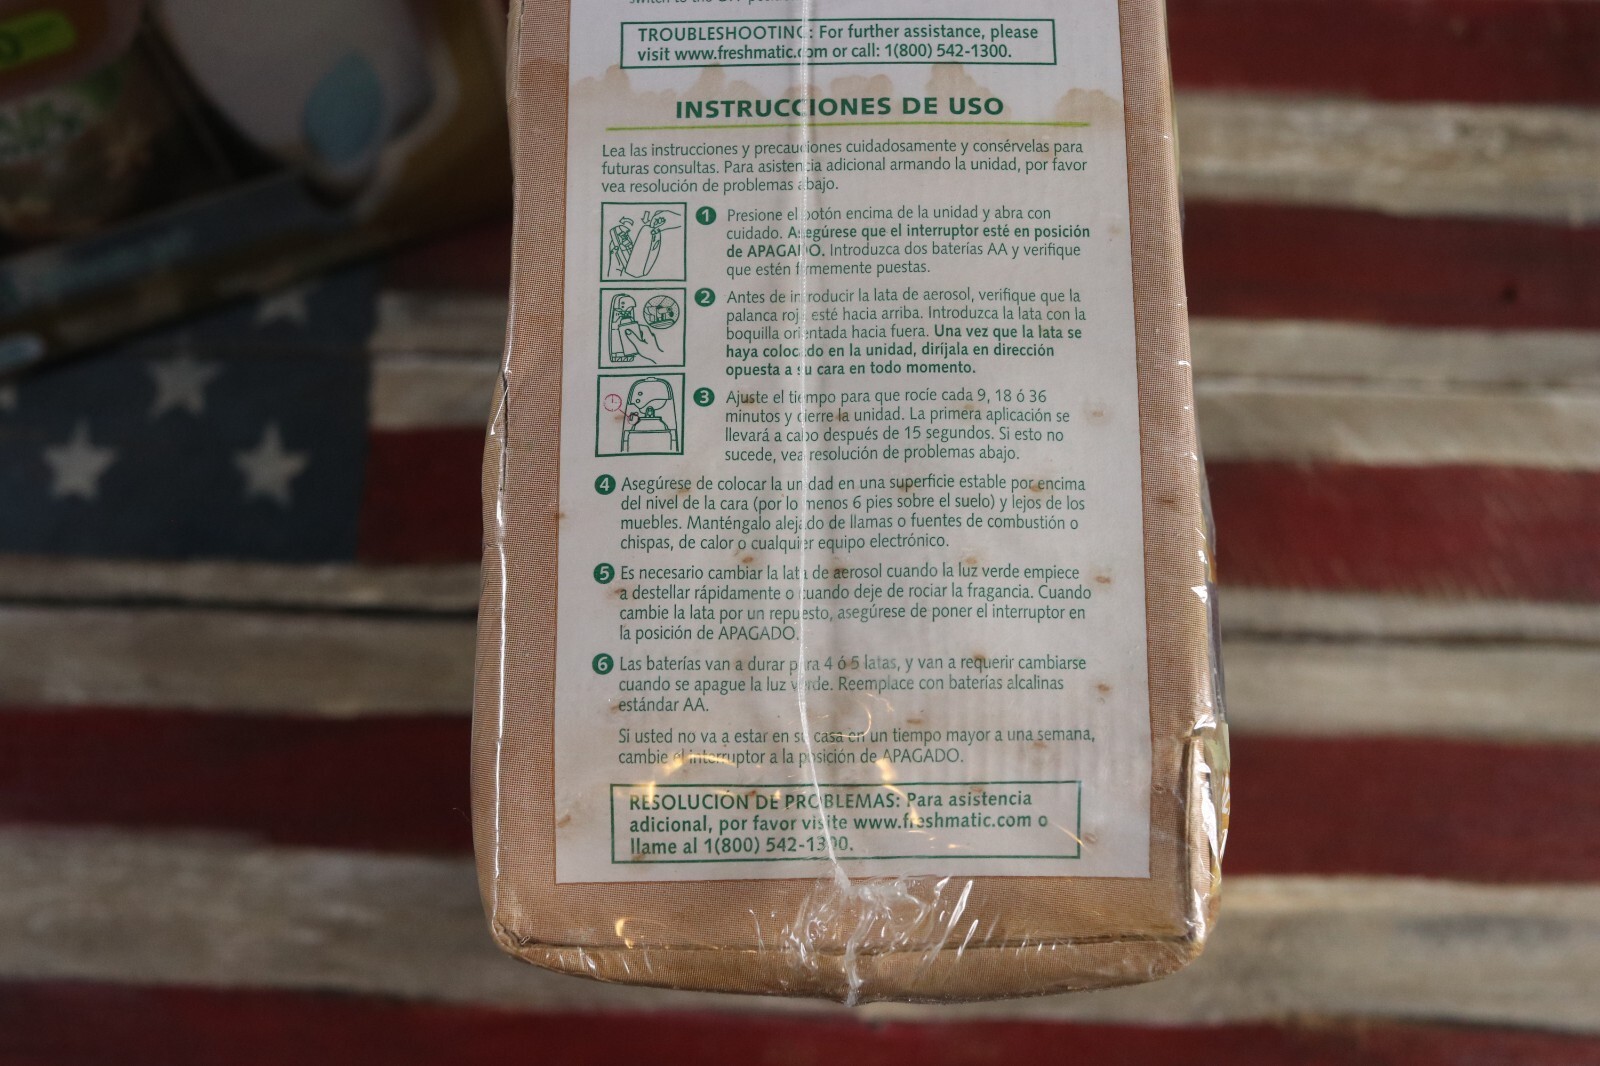 switch to the OFF
TROUBLESHOOTING: For further assistance, please
visit www.freshmatic.com or call: 1(800) 542-1300.
INSTRUCCIONES DE USO
Lea las instrucciones y precauciones cuidadosamente y consérvelas para
futuras consultas. Para asistencia adicional armando la unidad, por favor
vea resolución de problemas abajo.
1 Presione el botón encima de la unidad y abra con
cuidado. Asegúrese que el interruptor esté en posición
de APAGADO. Introduzca dos baterías AA y verifique
que estén firmemente puestas.
2 Antes de introducir la lata de aerosol, verifique que la
palanca roja esté hacia arriba. Introduzca la lata con la
boquilla orientada hacia fuera. Una vez que la lata se
haya colocado en la unidad, diríjala en dirección
opuesta a su cara en todo momento.
3 Ajuste el tiempo para que rocíe cada 9, 18 ó 36
minutos y cierre la unidad. La primera aplicación se
llevará a cabo después de 15 segundos. Si esto no
sucede, vea resolución de problemas abajo.
4 Asegúrese de colocar la unidad en una superficie estable por encima
del nivel de la cara (por lo menos 6 pies sobre el suelo) y lejos de los
muebles. Manténgalo alejado de llamas o fuentes de combustión o
chispas, de calor o cualquier equipo electrónico.
5 Es necesario cambiar la lata de aerosol cuando la luz verde empiece
a destellar rápidamente o cuando deje de rociar la fragancia. Cuando
cambie la lata por un repuesto, asegúrese de poner el interruptor en
la posición de APAGADO.
6 Las baterías van a durar para 4 ó 5 latas, y van a requerir cambiarse
cuando se apague la luz verde. Reemplace con baterías alcalinas
estándar AA.
Si usted no va a estar en su casa en un tiempo mayor a una semana,
cambie el interruptor a la posición de APAGADO.
RESOLUCIÓN DE PROBLEMAS: Para asistencia
adicional, por favor visite www.freshmatic.com o
llame al 1(800) 542-1300.